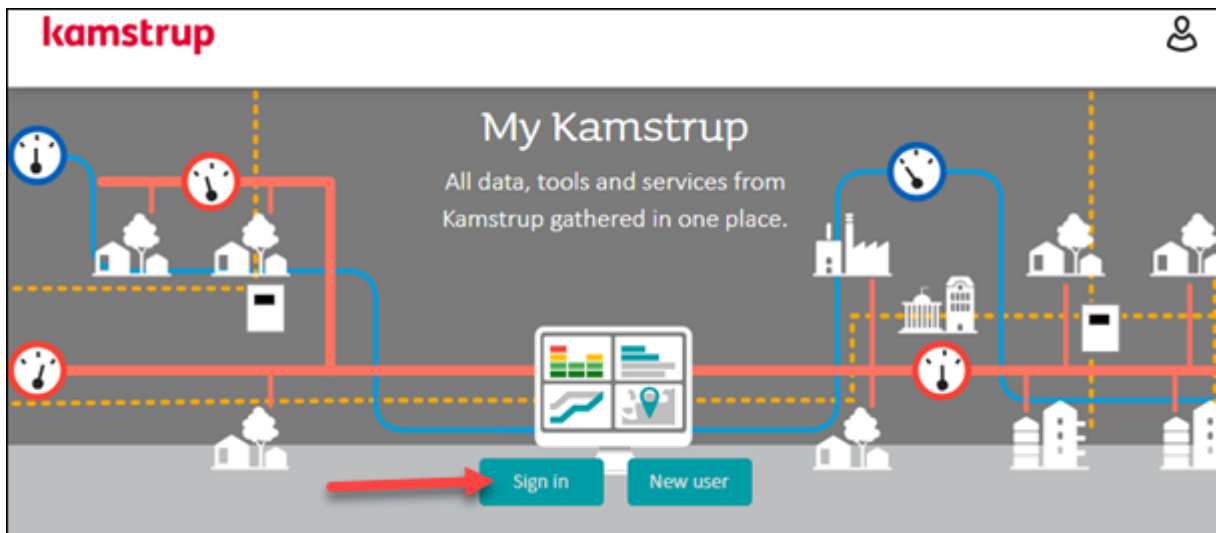 kamstrup
My Kamstrup
All data, tools and services from
Kamstrup gathered in one place.
Sign in
New user